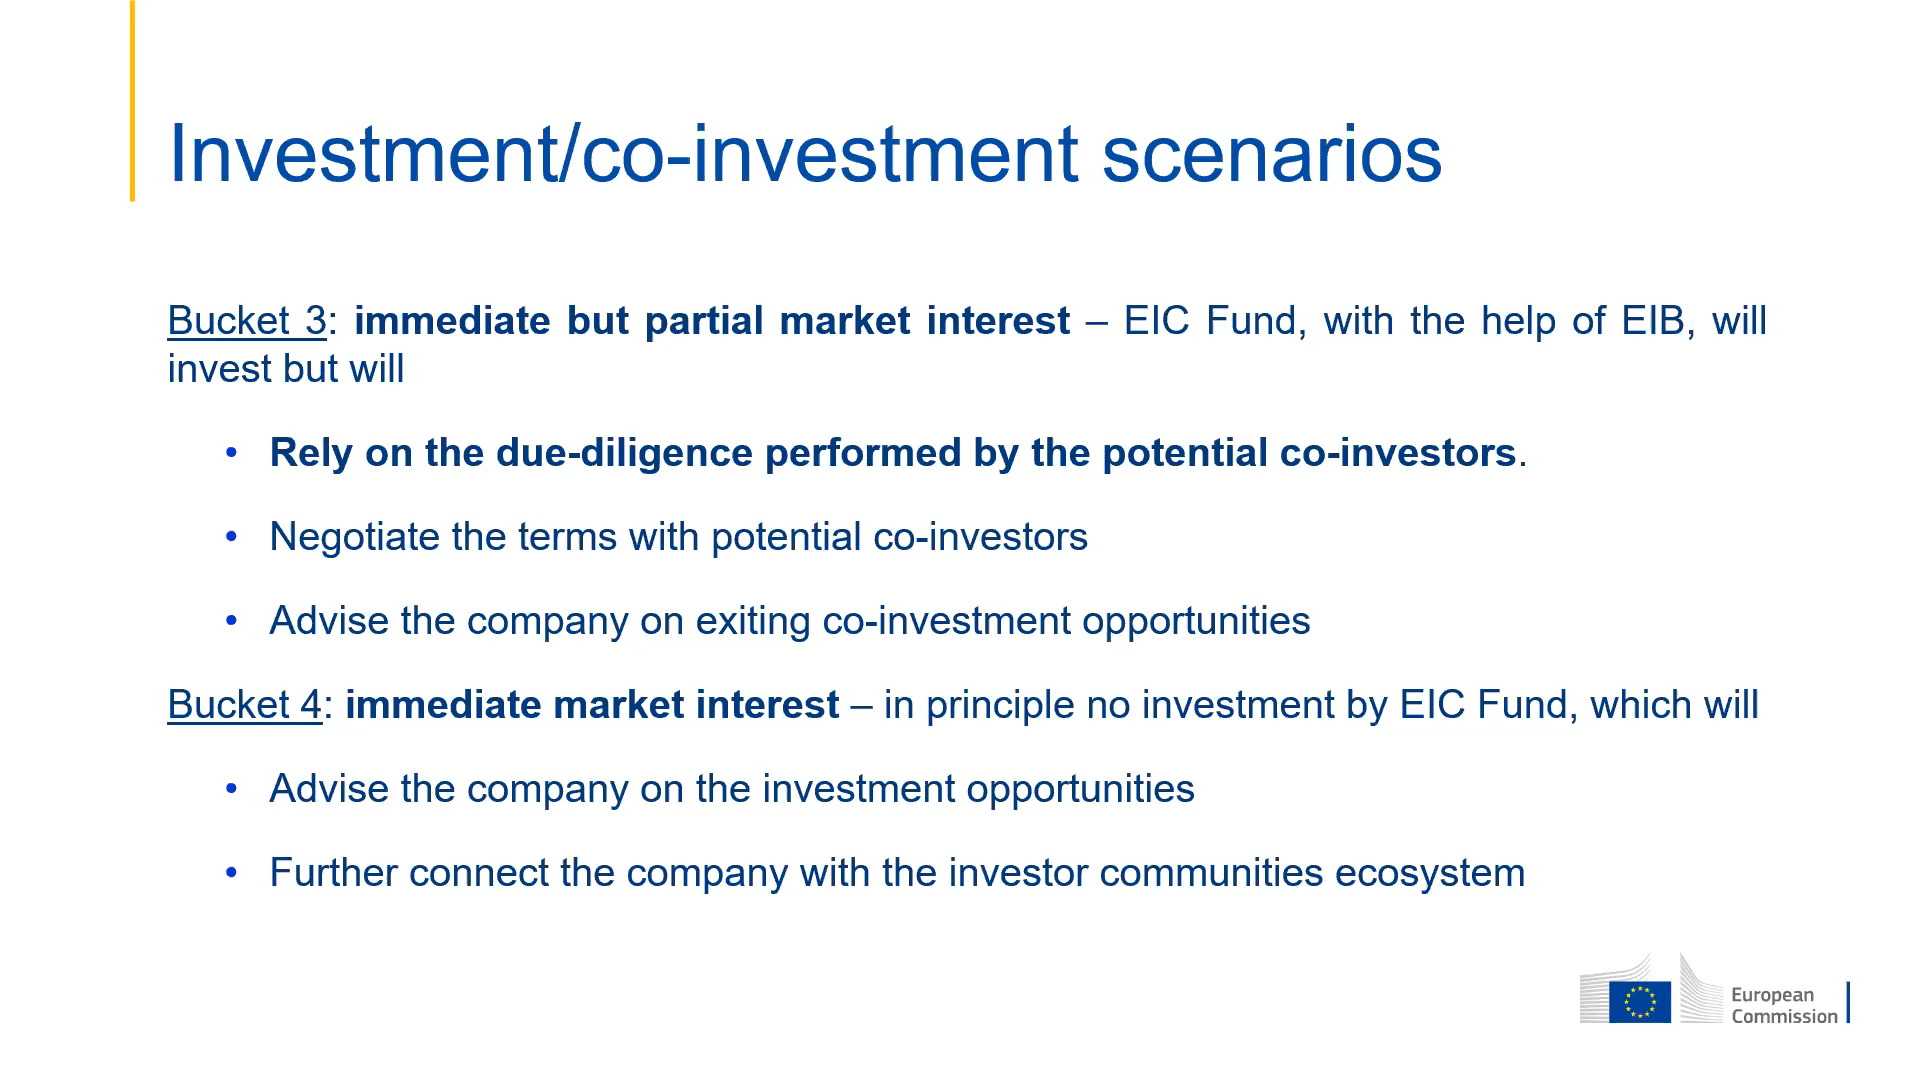 Investment/co-investment scenarios
Bucket 3: immediate but partial market interest – EIC Fund, with the help of EIB, will
invest but will
• Rely on the due-diligence performed by the potential co-investors.
• Negotiate the terms with potential co-investors
• Advise the company on exiting co-investment opportunities
Bucket 4: immediate market interest – in principle no investment by EIC Fund, which will
• Advise the company on the investment opportunities
• Further connect the company with the investor communities ecosystem
European
Commission